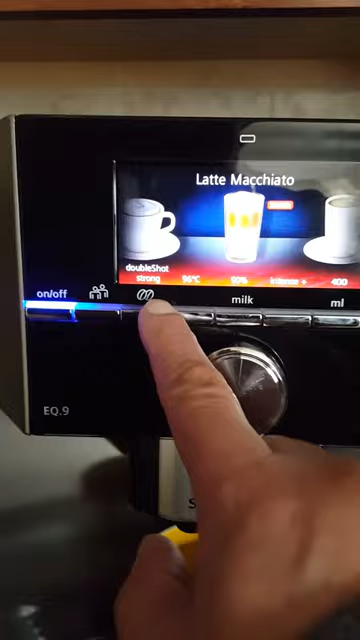 Latte Macchiato
doubleShot
strong 96°C 90% intense + 400
on/off milk ml
EQ.9
S